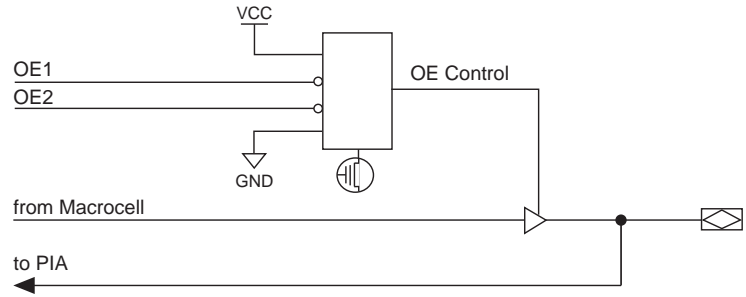 VCC
OE1
OE Control
OE2
GND
from Macrocell
to PIA